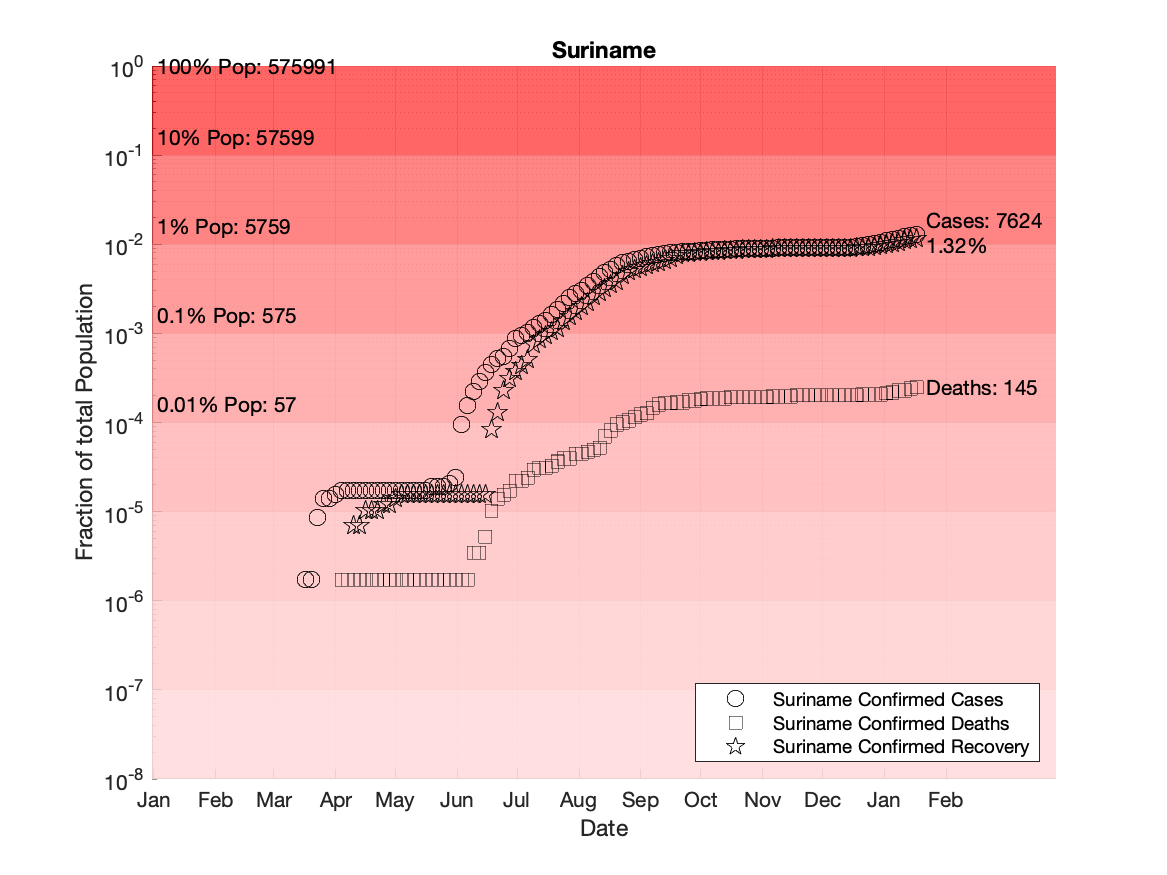 Suriname
10^0
100% Pop: 575991
10% Pop: 57599
10^-1
1% Pop: 5759
10^-2
Cases: 7624
1.32%
0.1% Pop: 575
10^-3
Deaths: 145
0.01% Pop: 57
10^-4
10^-5
10^-6
10^-7
10^-8
Fraction of total Population
Suriname Confirmed Cases
Suriname Confirmed Deaths
Suriname Confirmed Recovery
Jan Feb Mar Apr May Jun Jul Aug Sep Oct Nov Dec Jan Feb
Date